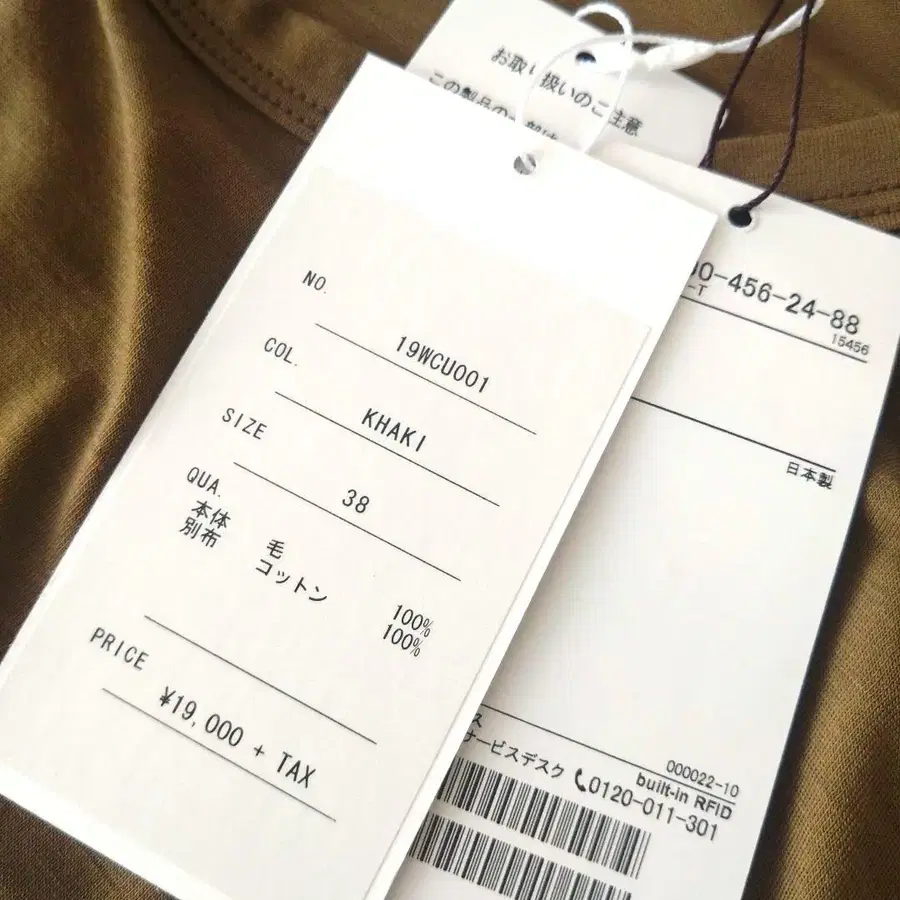 お取り扱いのご注意
この製品の
NO.
19WCU001
COL.
KHAKI
SIZE
38
QUA.
本体 毛 100%
別布 コットン 100%
PRICE
¥19,000 + TAX
0-456-24-88
-T
15456
日本製
ス
サービスデスク 0120-011-301
000022-10
built-in RFID